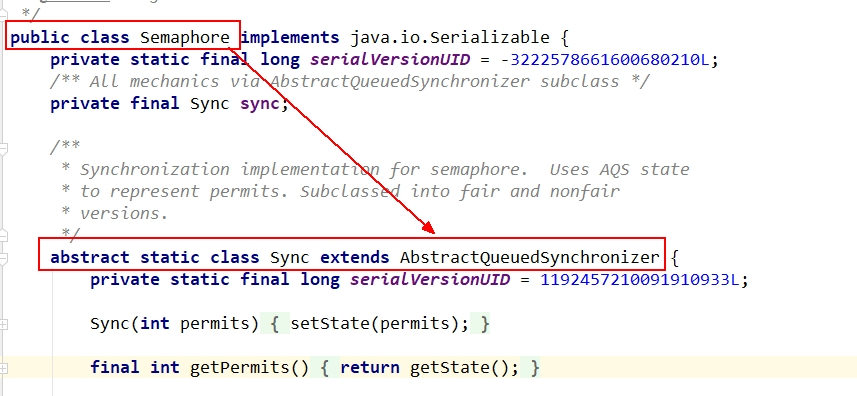 */
public class Semaphore implements java.io.Serializable {
private static final long serialVersionUID = -3222578661600680210L;
/** All mechanics via AbstractQueuedSynchronizer subclass */
private final Sync sync;
/**
* Synchronization implementation for semaphore.  Uses AQS state
* to represent permits. Subclassed into fair and nonfair
* versions.
*/
abstract static class Sync extends AbstractQueuedSynchronizer {
private static final long serialVersionUID = 1192457210091910933L;
Sync(int permits) { setState(permits); }
final int getPermits() { return getState(); }